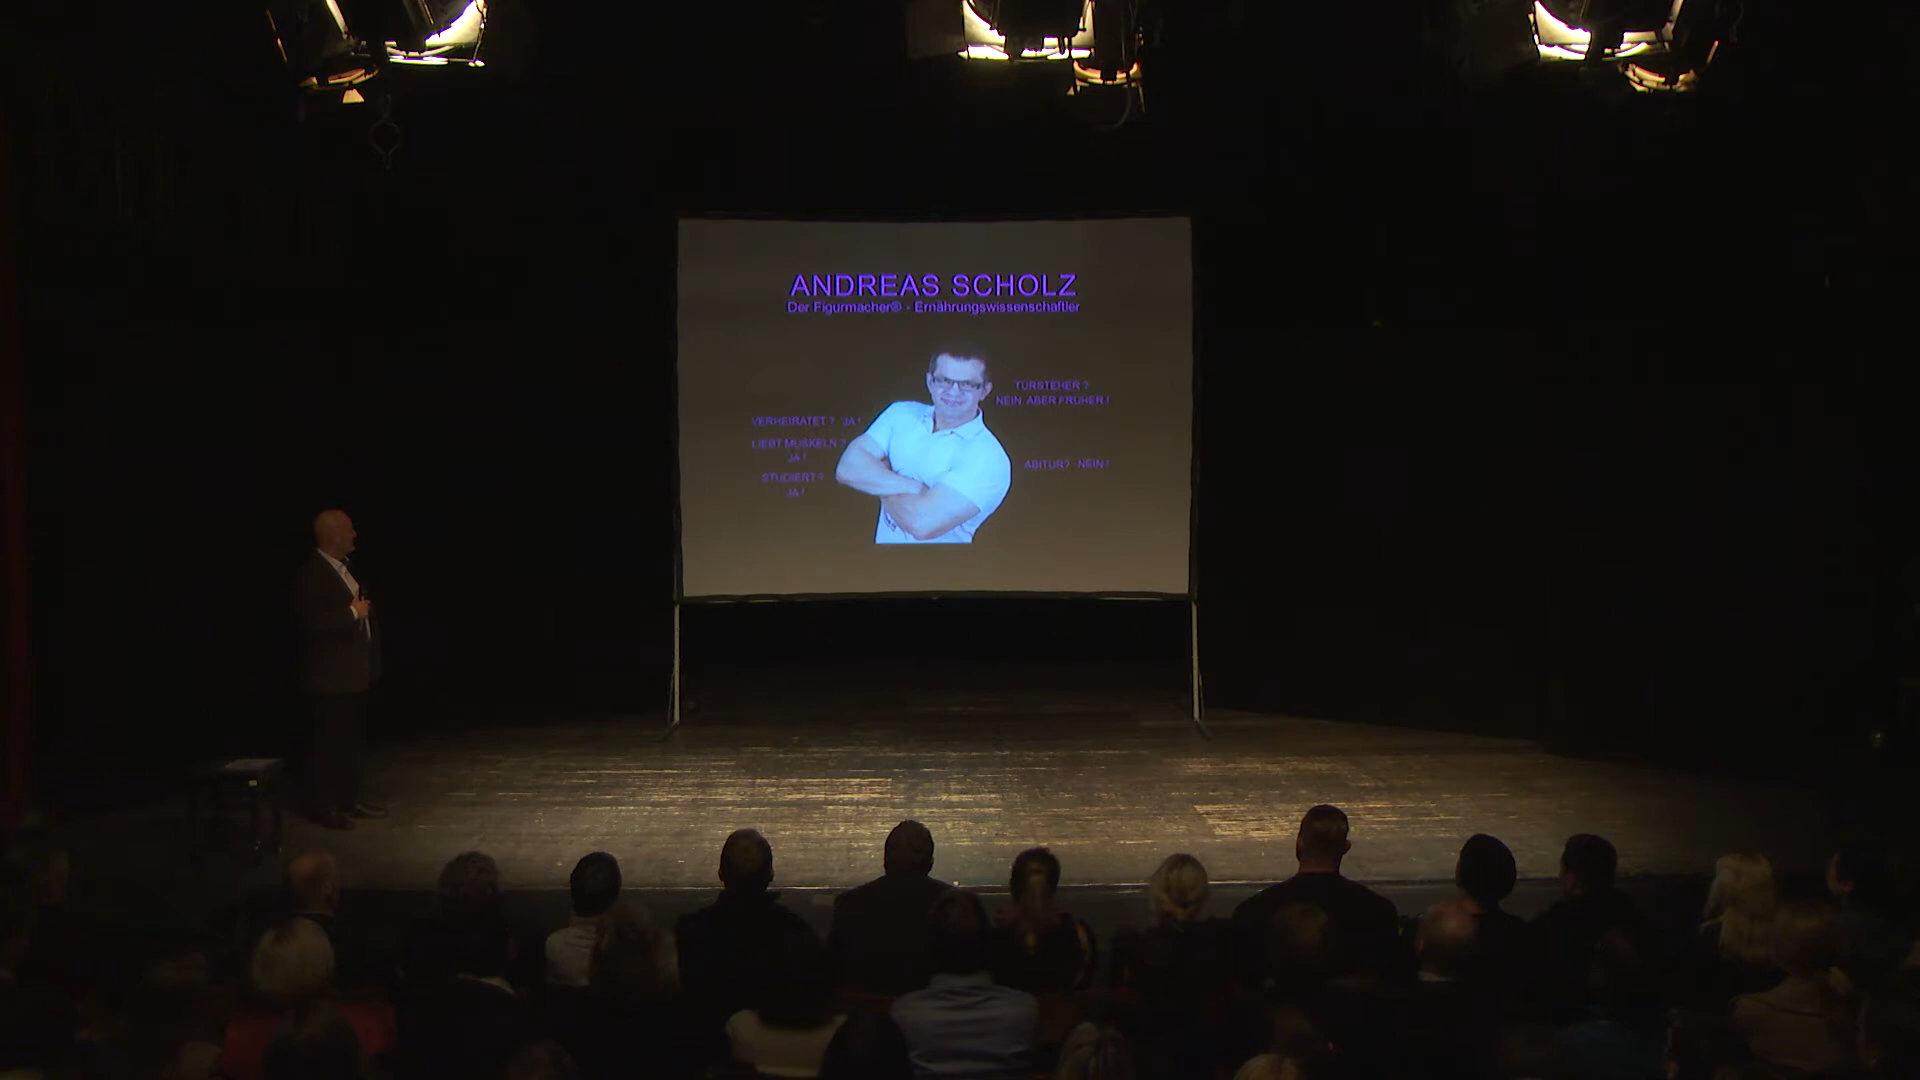 ANDREAS SCHOLZ
Der Figurmacher® - Ernährungswissenschaftler
TÜRSTEHER ?
NEIN, ABER FRÜHER !
VERHEIRATET ? JA !
LIEBT MUSKELN ?
JA !
STUDIERT ?
JA !
ABITUR? NEIN !